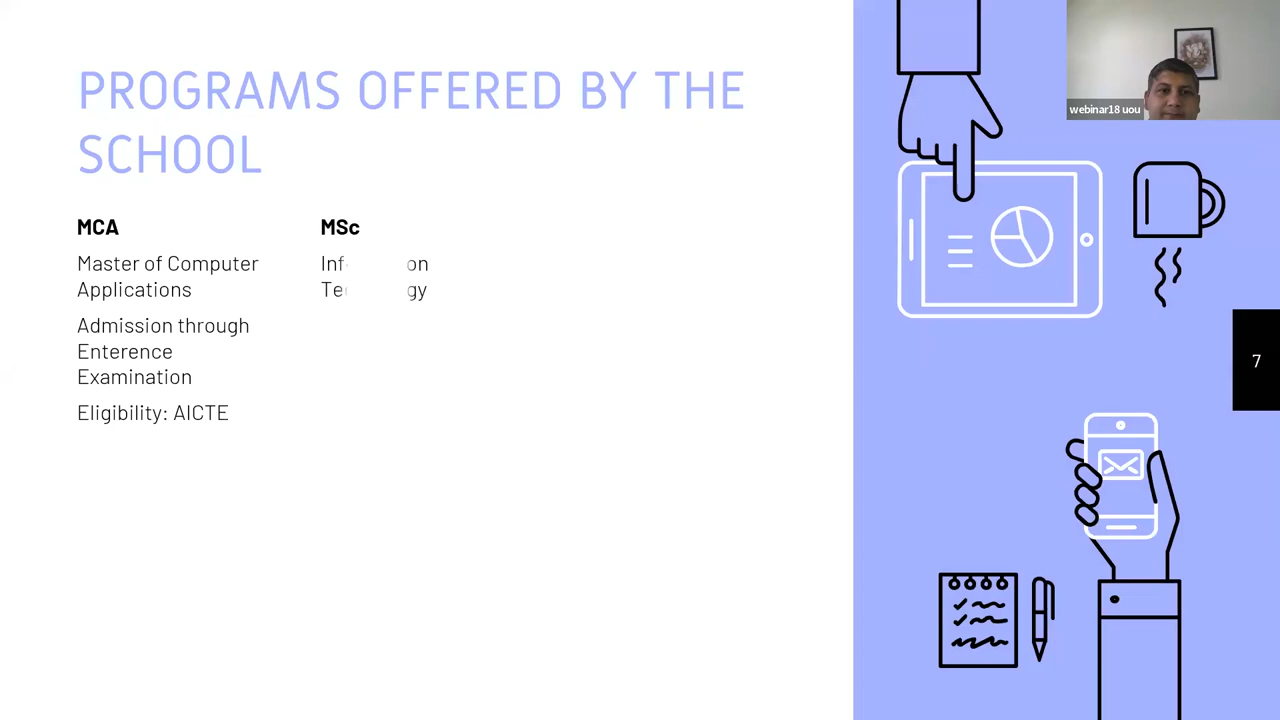 PROGRAMS OFFERED BY THE
SCHOOL
MCA
Master of Computer
Applications
Admission through
Enterence
Examination
Eligibility: AICTE
MSc
webinar18 uou
7